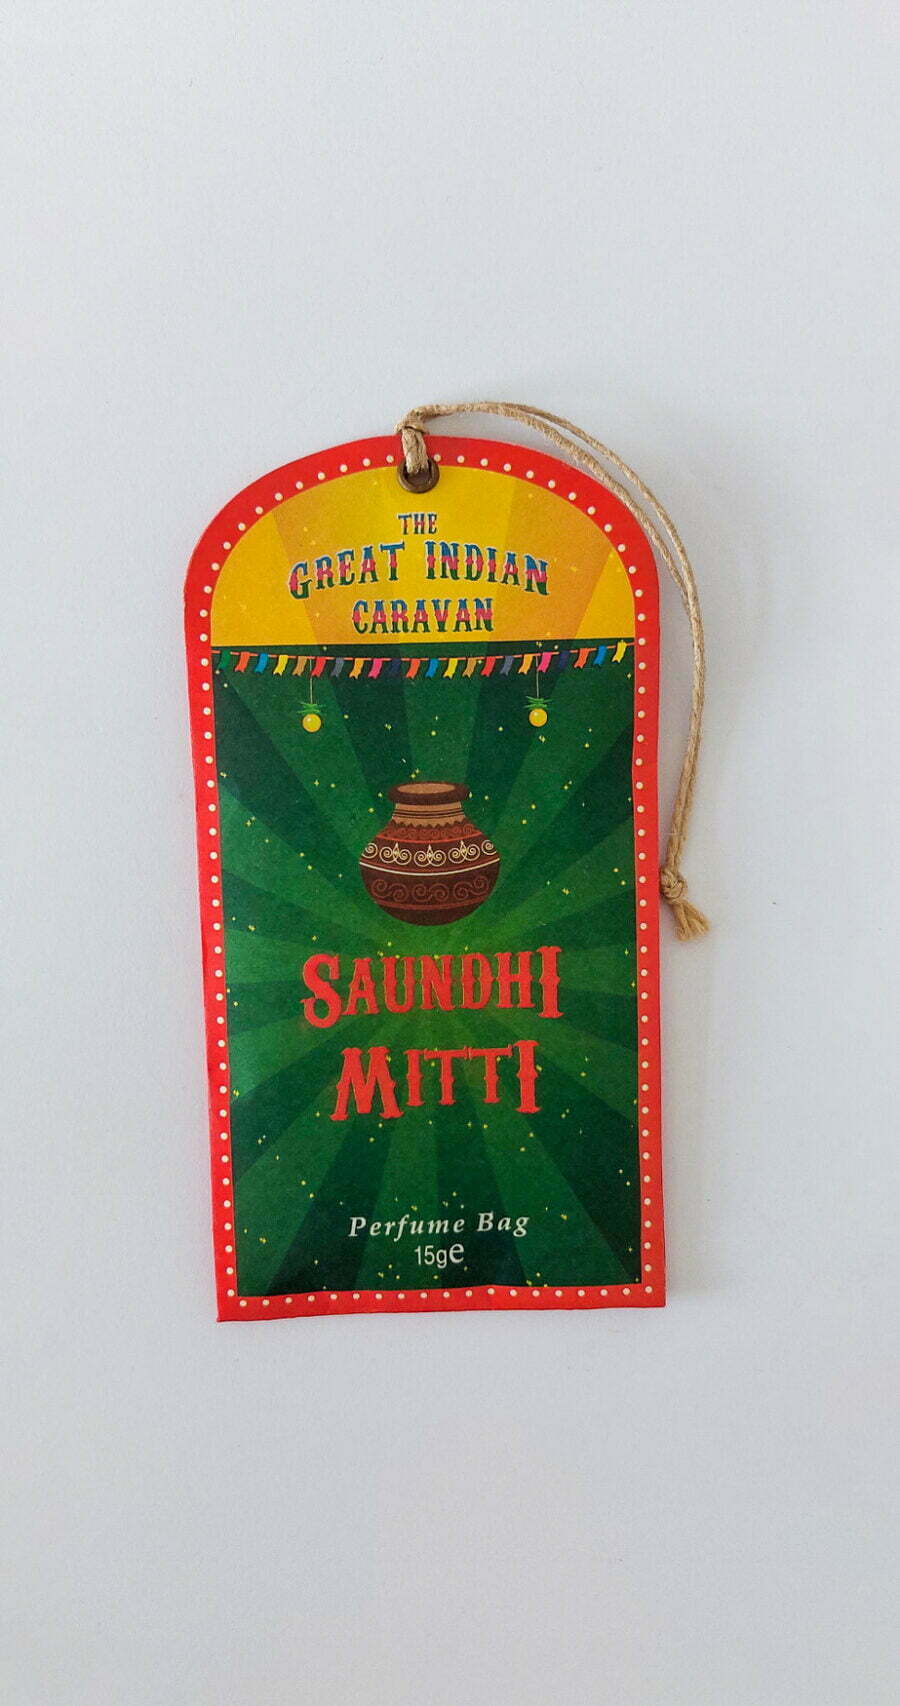 THE
GREAT INDIAN
CARAVAN
SAUNDHI
MITTI
Perfume Bag
15g℮